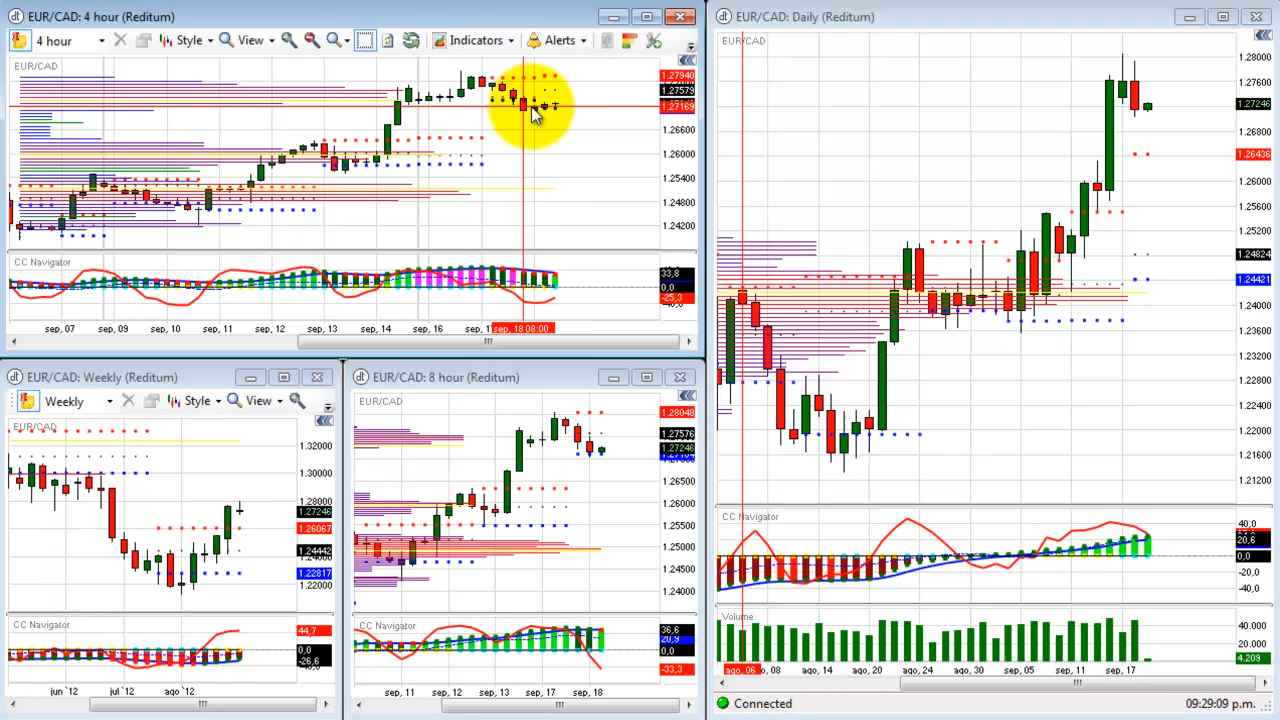 EUR/CAD: 4 hour (Reditum)
4 hour
Style
View
Indicators
Alerts
EUR/CAD
1.27940
1.27579
1.27169
1.26600
1.26000
1.25400
1.24800
1.24200
CC Navigator
33,8
0,0
-25,3
sep, 07
sep, 09
sep, 10
sep, 11
sep, 12
sep, 13
sep, 14
sep, 16
sep, 18 08:00
EUR/CAD: Daily (Reditum)
EUR/CAD
1.28000
1.27600
1.27246
1.26800
1.26436
1.26000
1.25600
1.25200
1.24824
1.24421
1.24000
1.23600
1.23200
1.22800
1.22400
1.22000
1.21600
1.21200
CC Navigator
40,0
20,6
0,0
-20,0
-40,0
Volume
40.000
20.000
4.209
ago, 06
ago, 14
ago, 20
ago, 24
ago, 30
sep, 05
sep, 11
sep, 17
Weekly (Reditum)
Weekly
Style
View
EUR/CAD
1.32000
1.30000
1.28000
1.27246
1.26067
1.24442
1.22817
1.22000
CC Navigator
44,7
0,0
-26,6
jun '12
jul '12
ago '12
EUR/CAD: 8 hour (Reditum)
EUR/CAD
1.28048
1.27576
1.27246
1.26500
1.26000
1.25500
1.25000
1.24500
1.24000
CC Navigator
36,6
20,9
0,0
-33,3
sep, 11
sep, 12
sep, 13
sep, 17
sep, 18
Connected
09:29:09 p.m.